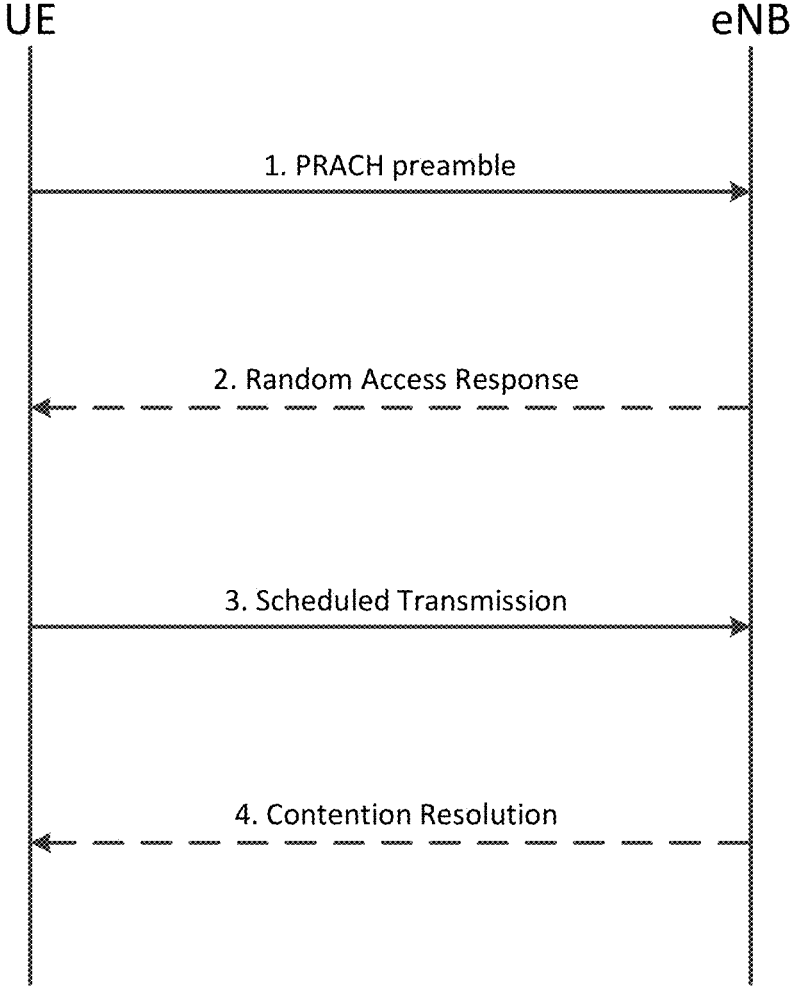 UE
eNB
1. PRACH preamble
2. Random Access Response
3. Scheduled Transmission
4. Contention Resolution